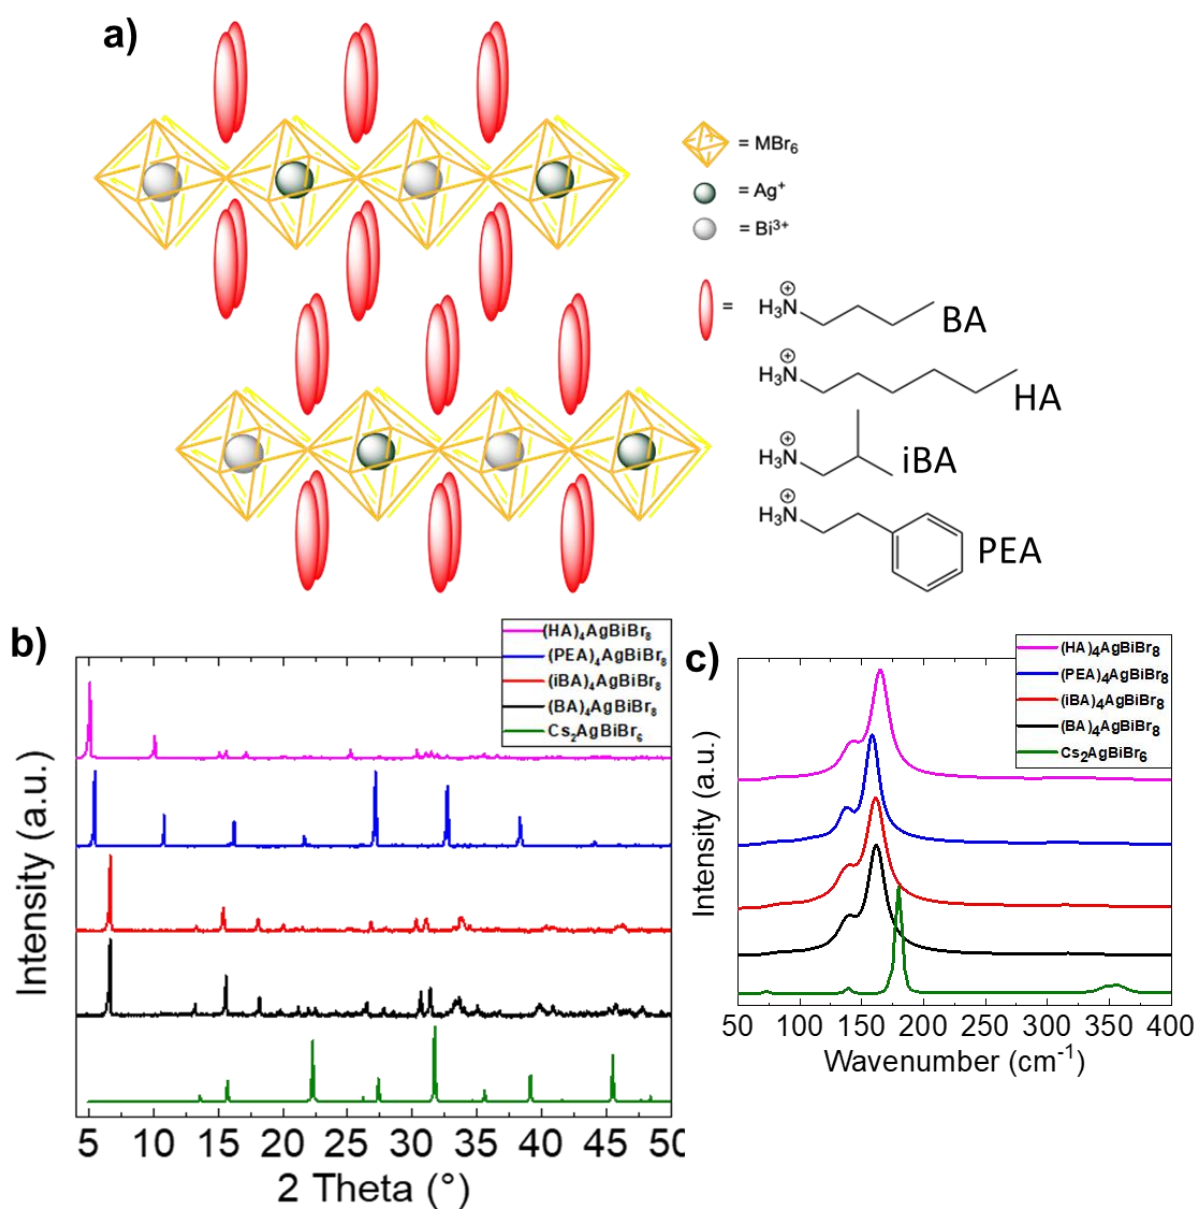 a)
= MBr6
= Ag+
= Bi3+
=
H3N
+
BA
H3N
+
HA
H3N
+
iBA
H3N
+
PEA
b)
(HA)4AgBiBr8
(PEA)4AgBiBr8
(iBA)4AgBiBr8
(BA)4AgBiBr8
Cs2AgBiBr6
Intensity (a.u.)
5 10 15 20 25 30 35 40 45 50
2 Theta (°)
c)
(HA)4AgBiBr8
(PEA)4AgBiBr8
(iBA)4AgBiBr8
(BA)4AgBiBr8
Cs2AgBiBr6
Intensity (a.u.)
50 100 150 200 250 300 350 400
Wavenumber (cm-1)